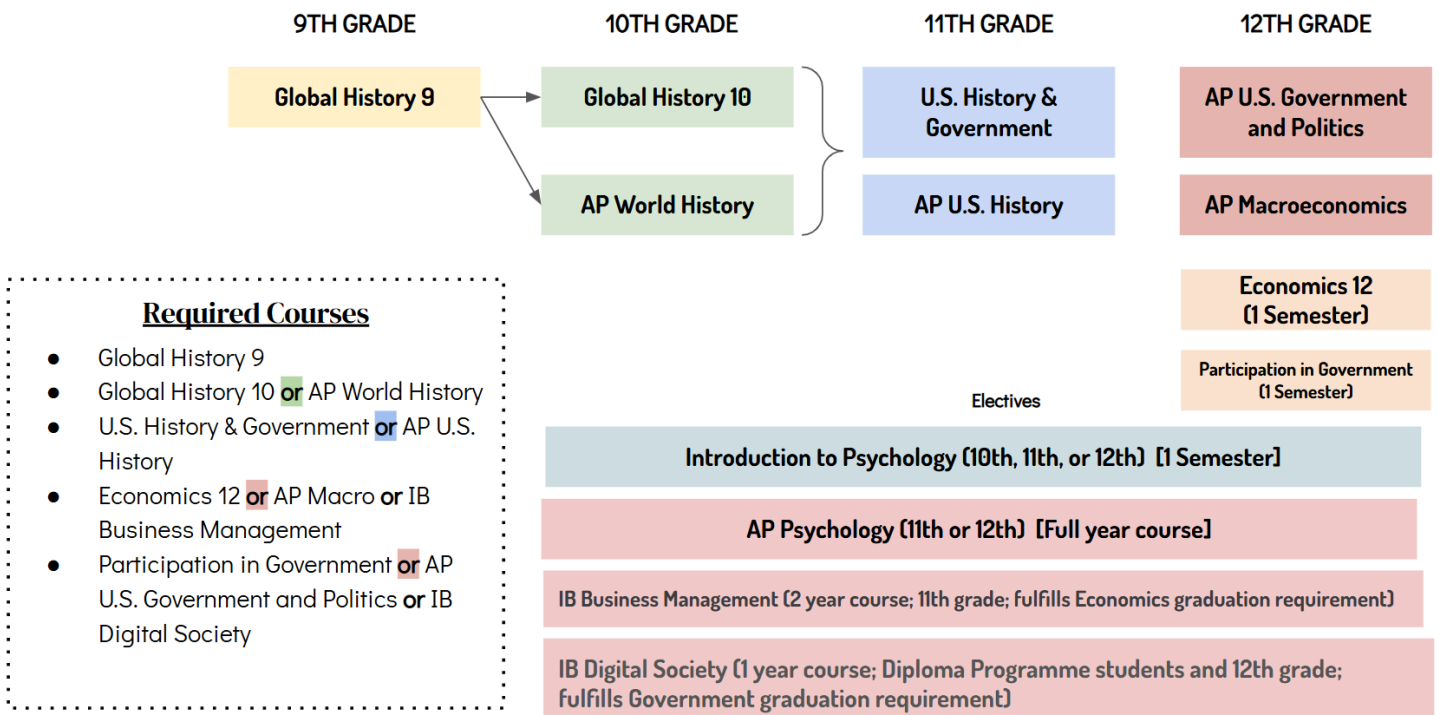 9TH GRADE
10TH GRADE
11TH GRADE
12TH GRADE
Global History 9
Global History 10
U.S. History &
Government
AP U.S. Government
and Politics
AP World History
AP U.S. History
AP Macroeconomics
Economics 12
(1 Semester)
Participation in Government
(1 Semester)
Required Courses
● Global History 9
● Global History 10 or AP World History
● U.S. History & Government or AP U.S.
History
● Economics 12 or AP Macro or IB
Business Management
● Participation in Government or AP
U.S. Government and Politics or IB
Digital Society
Electives
Introduction to Psychology (10th, 11th, or 12th) [1 Semester]
AP Psychology (11th or 12th) [Full year course]
IB Business Management (2 year course; 11th grade; fulfills Economics graduation requirement)
IB Digital Society (1 year course; Diploma Programme students and 12th grade;
fulfills Government graduation requirement)